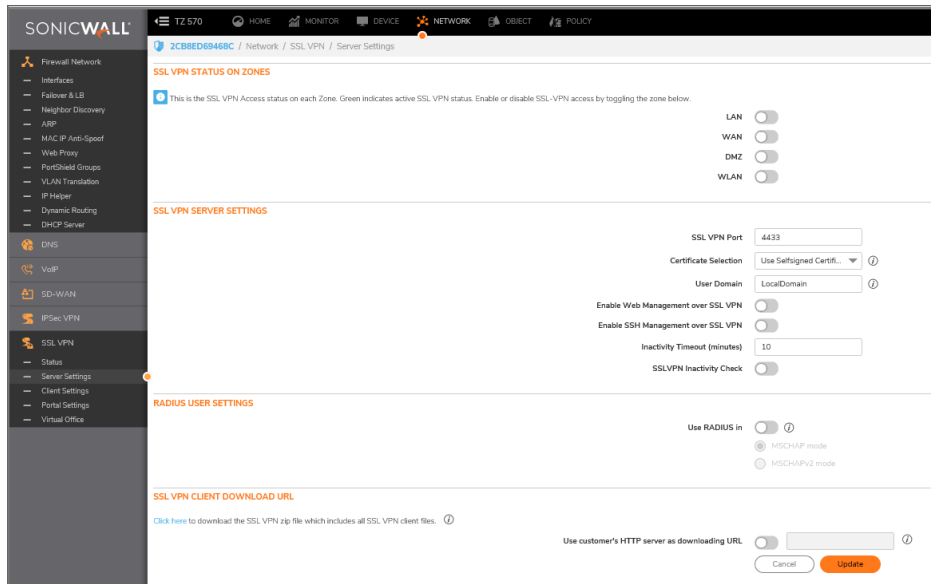 SONICWALL
TZ 570 HOME MONITOR DEVICE NETWORK OBJECT POLICY
2CB8ED69468C / Network / SSL VPN / Server Settings
Firewall Network
Interfaces
Failover & LB
Neighbor Discovery
ARP
MAC IP Anti-Spoof
Web Proxy
PortShield Groups
VLAN Translation
IP Helper
Dynamic Routing
DHCP Server
DNS
VoIP
SD-WAN
IPSec VPN
SSL VPN
Status
Server Settings
Client Settings
Portal Settings
Virtual Office
SSL VPN STATUS ON ZONES
This is the SSL VPN Access status on each Zone. Green indicates active SSL VPN status. Enable or disable SSL-VPN access by toggling the zone below.
LAN
WAN
DMZ
WLAN
SSL VPN SERVER SETTINGS
SSL VPN Port 4433
Certificate Selection Use Selfsigned Certifi...
User Domain LocalDomain
Enable Web Management over SSL VPN
Enable SSH Management over SSL VPN
Inactivity Timeout (minutes) 10
SSLVPN Inactivity Check
RADIUS USER SETTINGS
Use RADIUS in
MSCHAP mode
MSCHAPv2 mode
SSL VPN CLIENT DOWNLOAD URL
Click here to download the SSL VPN zip file which includes all SSL VPN client files.
Use customer's HTTP server as downloading URL
Cancel Update